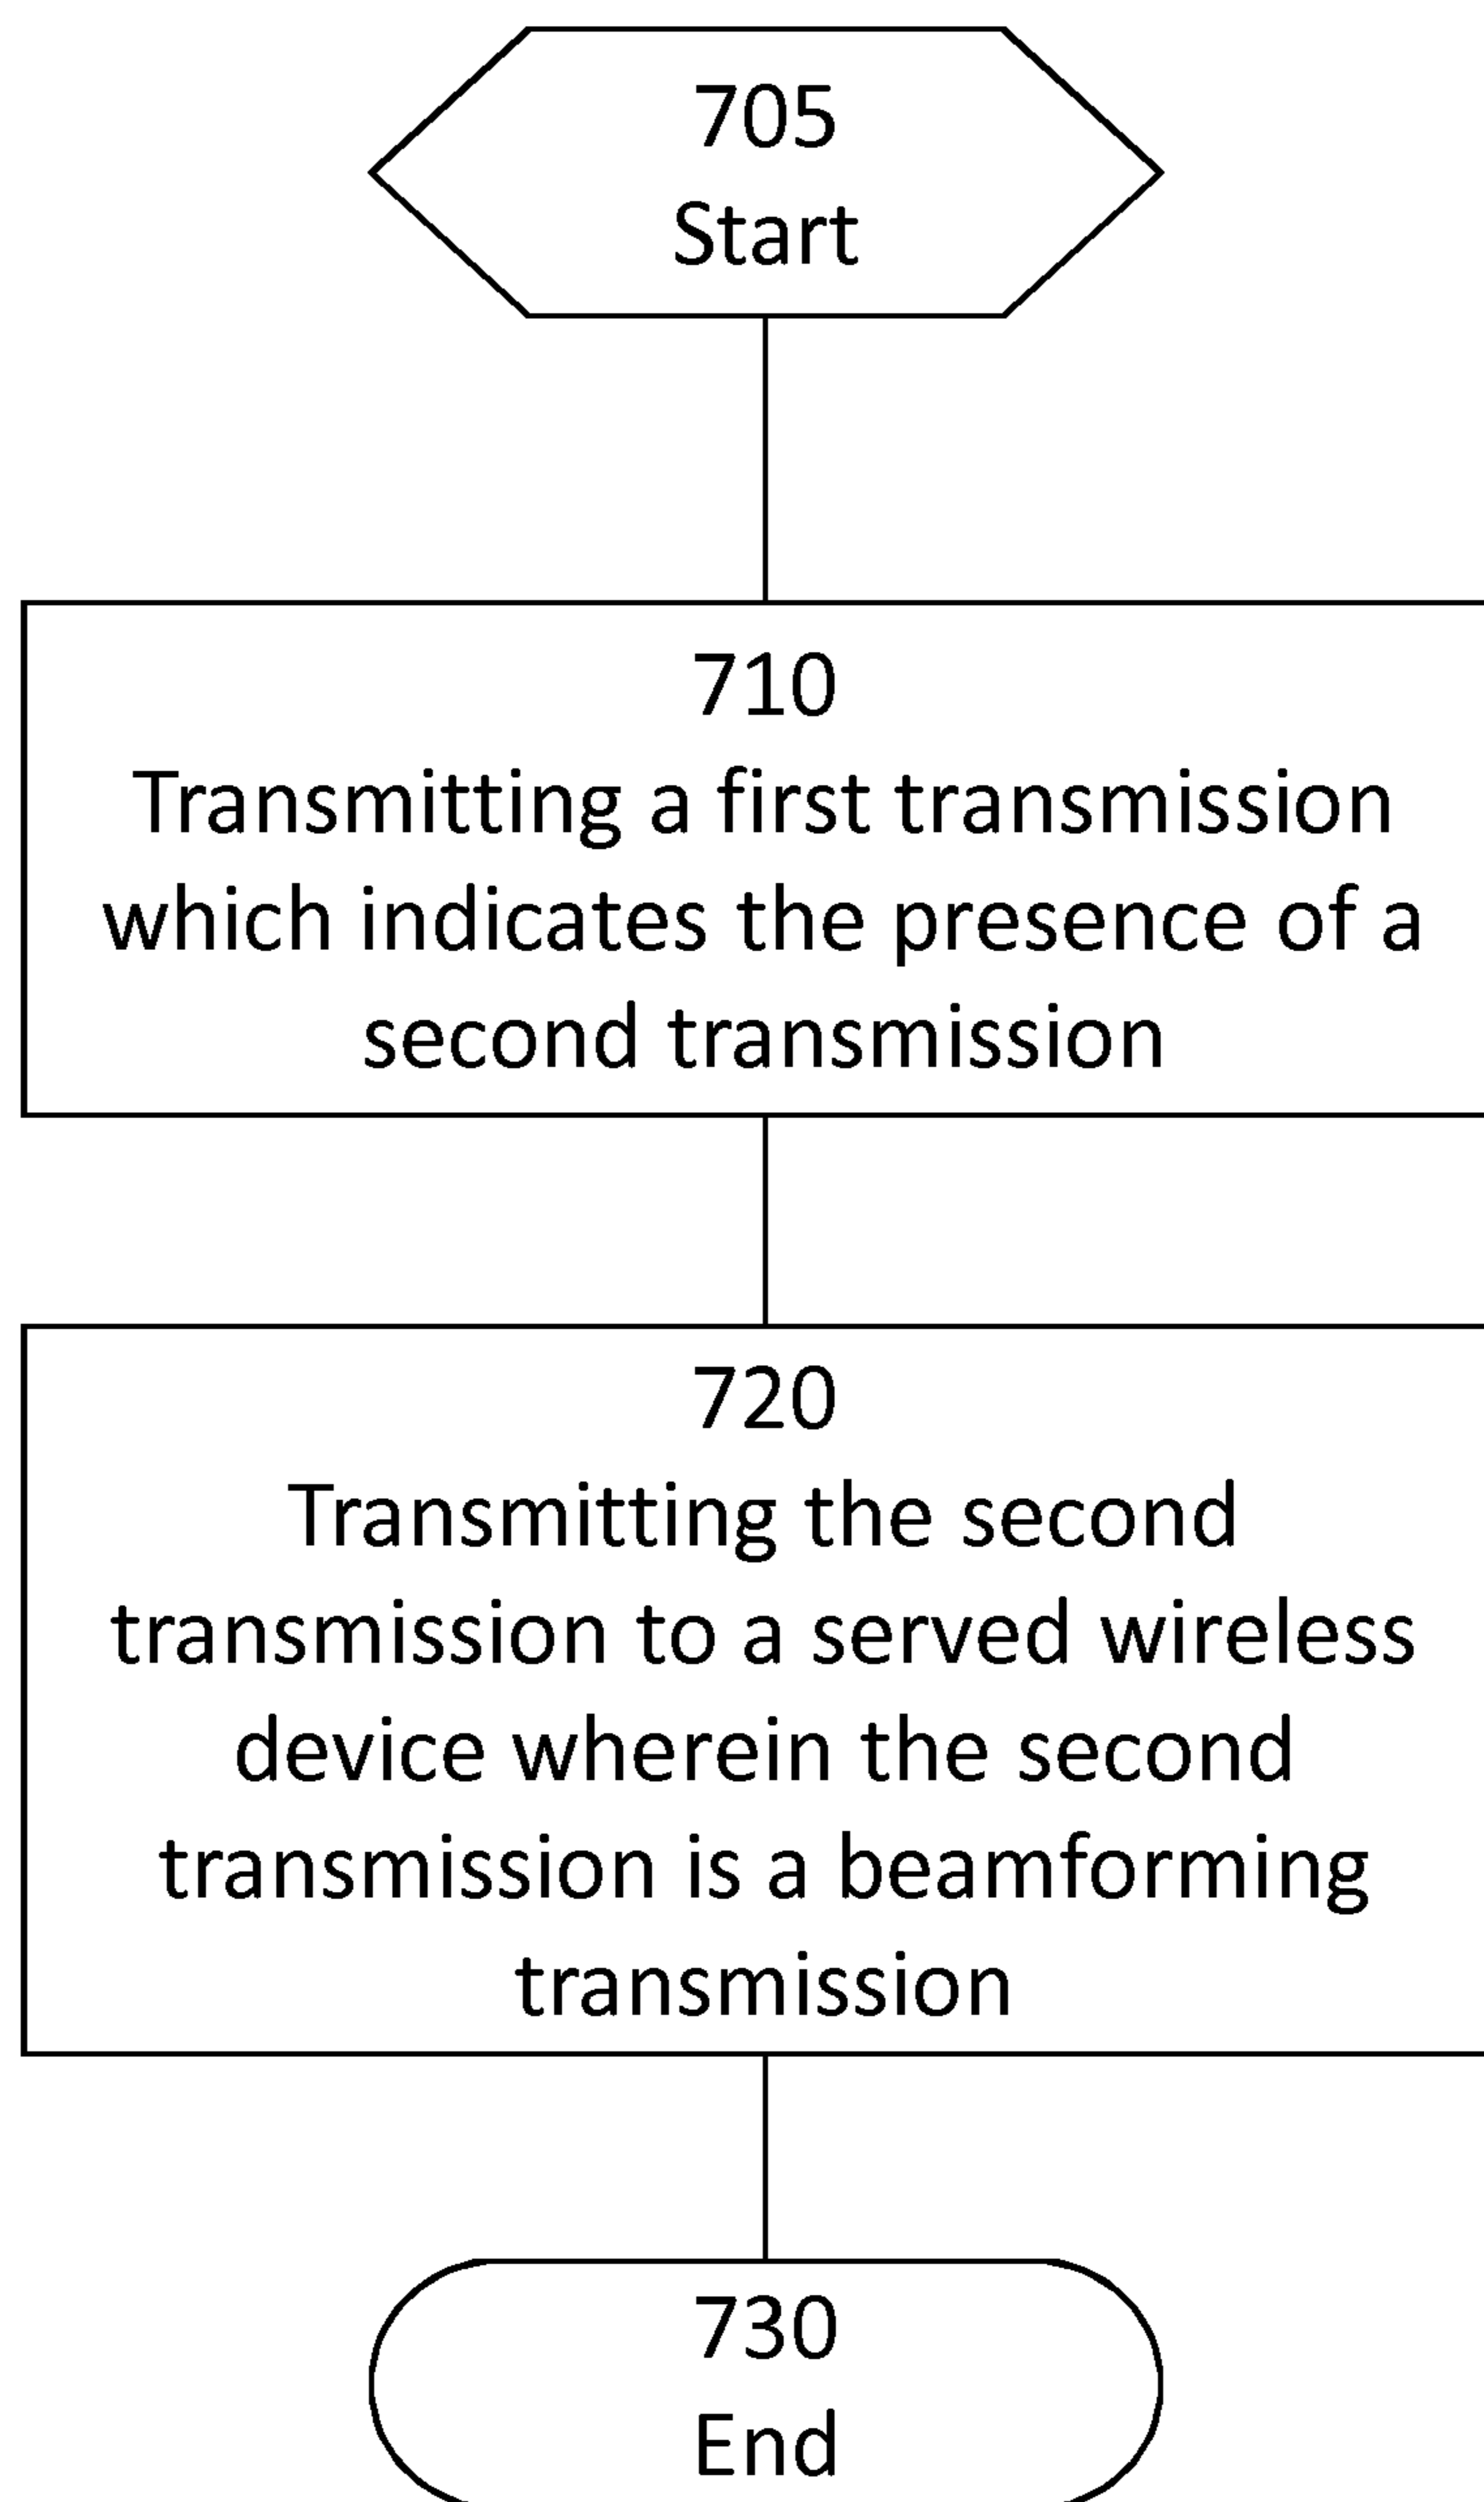 705
Start
710
Transmitting a first transmission
which indicates the presence of a
second transmission
720
Transmitting the second
transmission to a served wireless
device wherein the second
transmission is a beamforming
transmission
730
End